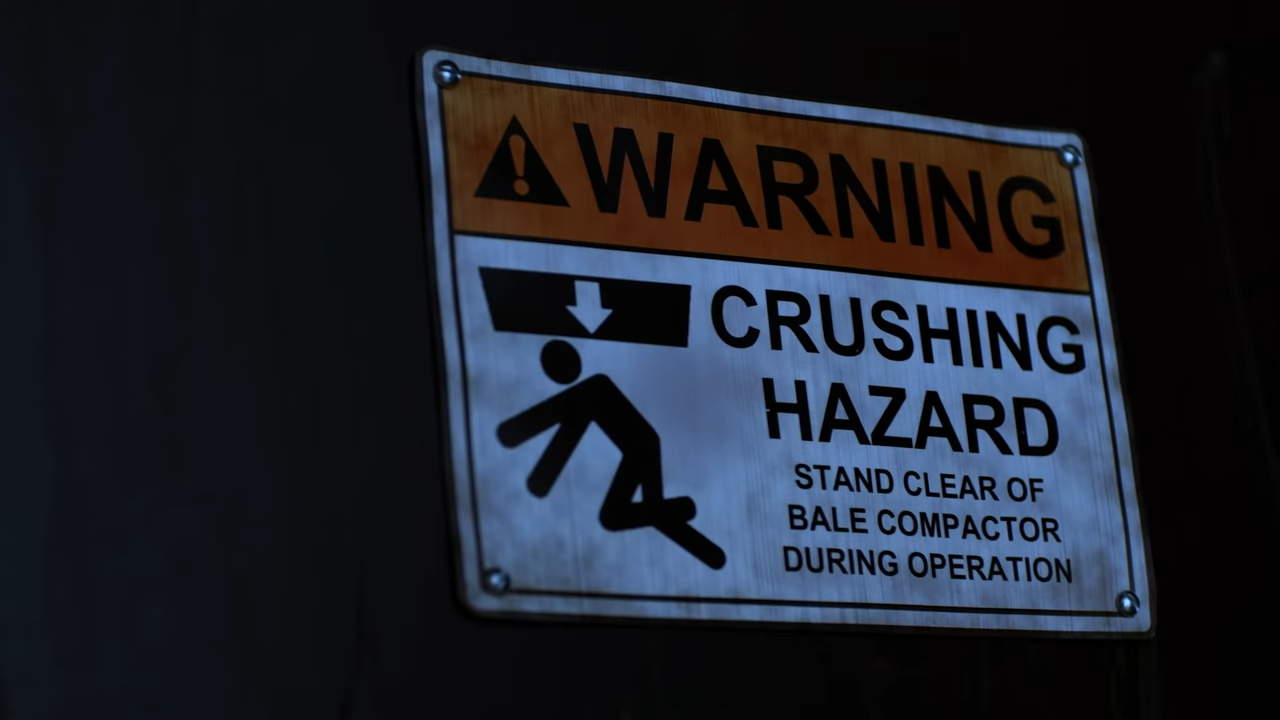 WARNING
CRUSHING
HAZARD
STAND CLEAR OF
BALE COMPACTOR
DURING OPERATION